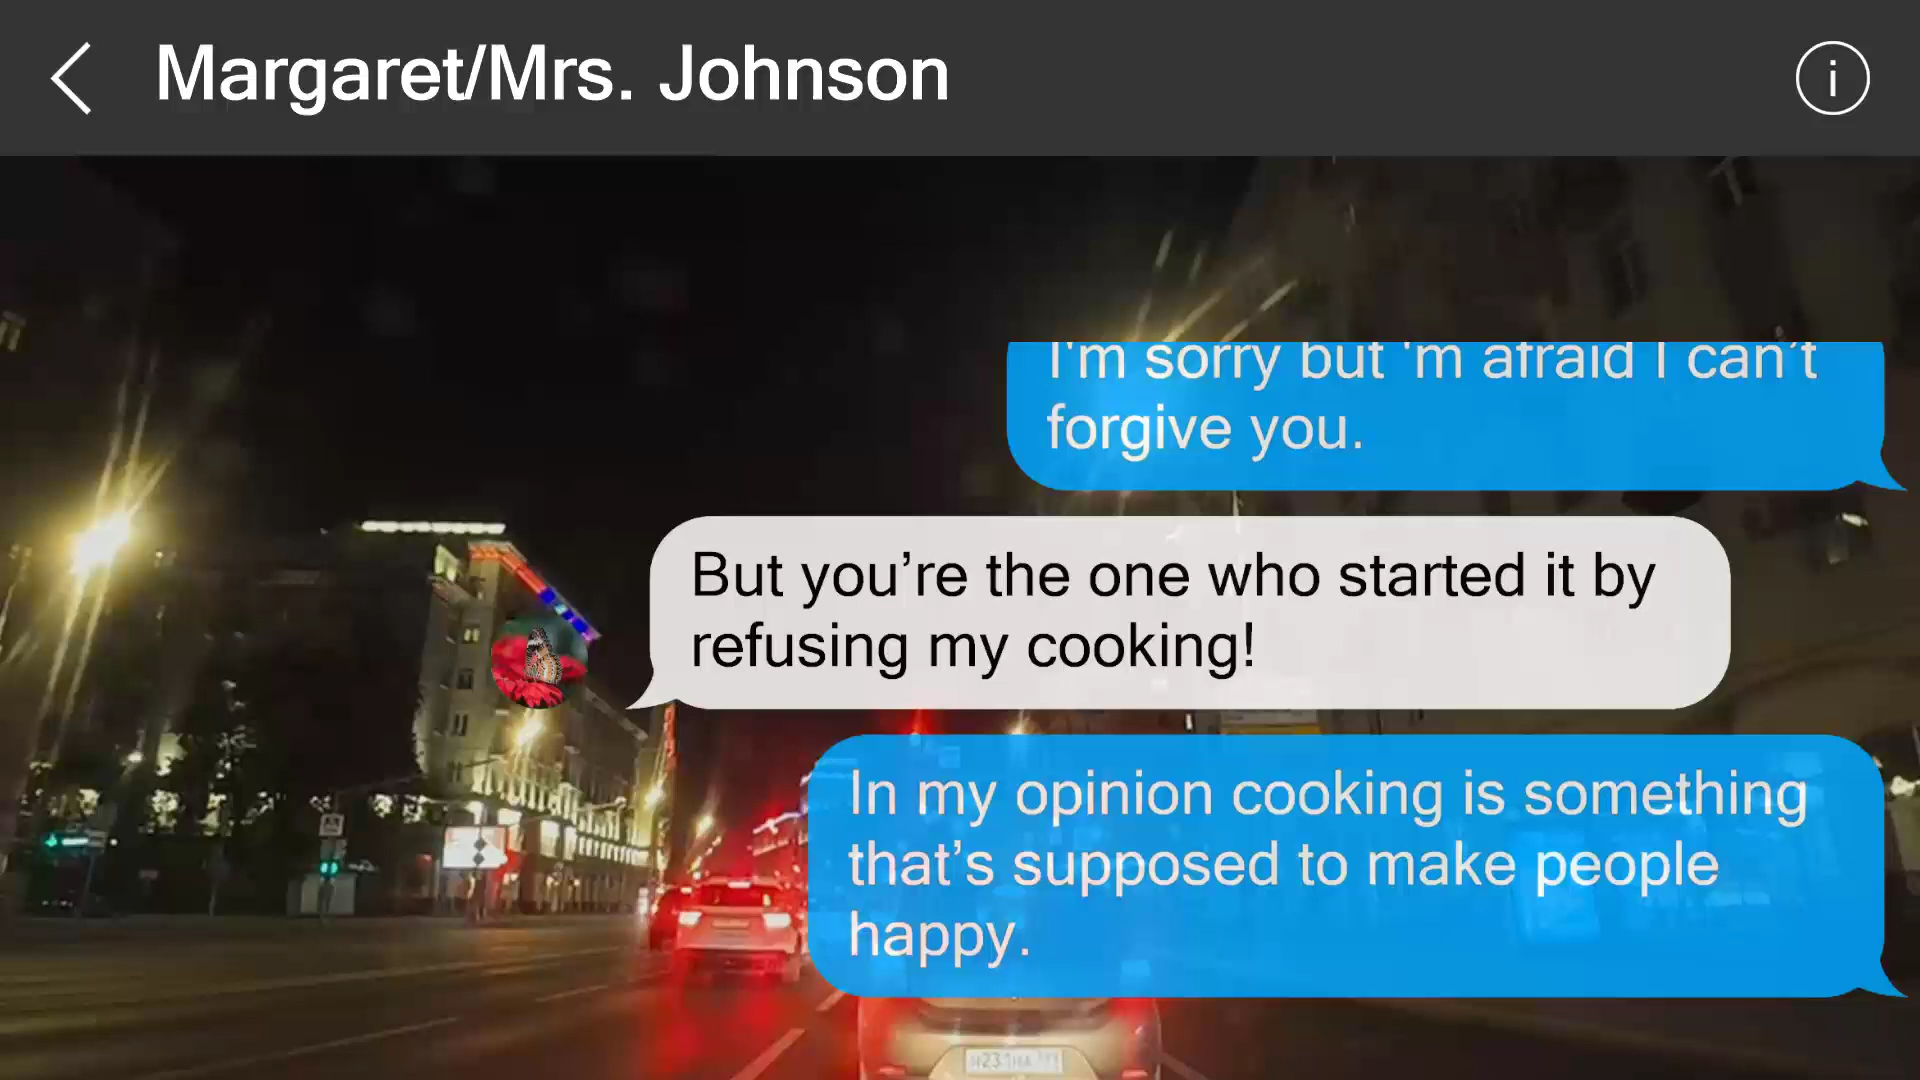 Margaret/Mrs. Johnson
i
I'm sorry but 'm afraid I can't
forgive you.
But you’re the one who started it by
refusing my cooking!
In my opinion cooking is something
that’s supposed to make people
happy.